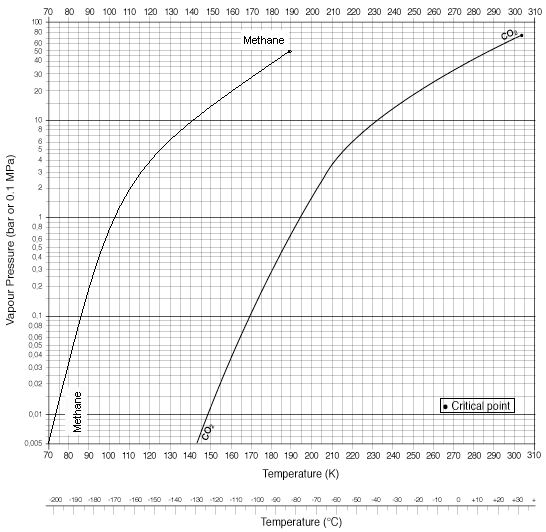 70 80 90 100 110 120 130 140 150 160 170 180 190 200 210 220 230 240 250 260 270 280 290 300 310
Methane
CO₂
100
80
60
40
30
20
10
8
6
5
4
3
2
1
0,8
0,6
0,4
0,3
0,2
0,1
0,08
0,06
0,05
0,04
0,03
0,02
0,01
0,005
Vapour Pressure (bar or 0.1 MPa)
Methane
CO₂
• Critical point
70 80 90 100 110 120 130 140 150 160 170 180 190 200 210 220 230 240 250 260 270 280 290 300 310
Temperature (K)
-200 -190 -180 -170 -160 -150 -140 -130 -120 -110 -100 -90 -80 -70 -60 -50 -40 -30 -20 -10 0 +10 +20 +30 +
Temperature (°C)